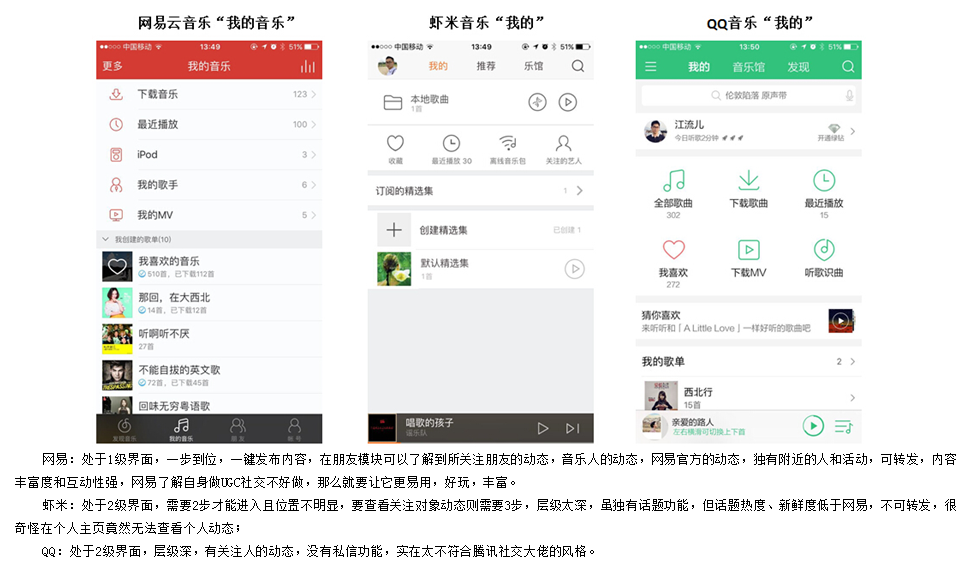 网易云音乐“我的音乐”
虾米音乐“我的”
QQ音乐“我的”
中国移动 13:49 51%
更多 我的音乐
下载音乐 123
最近播放 100
iPod 3
我的歌手 6
我的MV 5
我创建的歌单(10)
我喜欢的音乐
510首，已下载112首
那回，在大西北
14首，已下载12首
听啊听不厌
27首
不能自拔的英文歌
72首，已下载45首
回味无穷粤语歌
发现音乐 我的音乐 朋友 帐号
中国移动 13:49 51%
我的 推荐 乐馆
本地歌曲
1首
收藏 最近播放 30 离线音乐包 关注的艺人
订阅的精选集 1
创建精选集 已创建 1
默认精选集
1首
唱歌的孩子
逗乐队
中国移动 13:50 51%
我的 音乐馆 发现
伦敦陷落 原声带
江流儿
今日听歌2分钟 开通绿钻
全部歌曲 下载歌曲 最近播放
302 15
我喜欢 下载MV 听歌识曲
272
猜你喜欢
来听听和「A Little Love」一样好听的歌曲吧
我的歌单 2
西北行
15首
亲爱的路人
左右横滑可切换上下首
网易：处于1级界面，一步到位，一键发布内容，在朋友模块可以了解到所关注朋友的动态，音乐人的动态，网易官方的动态，独有附近的人和活动，可转发，内容
丰富度和互动性强，网易了解自身做UGC社交不好做，那么就要让它更易用，好玩，丰富。
虾米：处于2级界面，需要2步才能进入且位置不明显，要查看关注对象动态则需要3步，层级太深，虽独有话题功能，但话题热度、新鲜度低于网易，不可转发，很
奇怪在个人主页竟然无法查看个人动态；
QQ：处于2级界面，层级深，有关注人的动态，没有私信功能，实在太不符合腾讯社交大佬的风格。